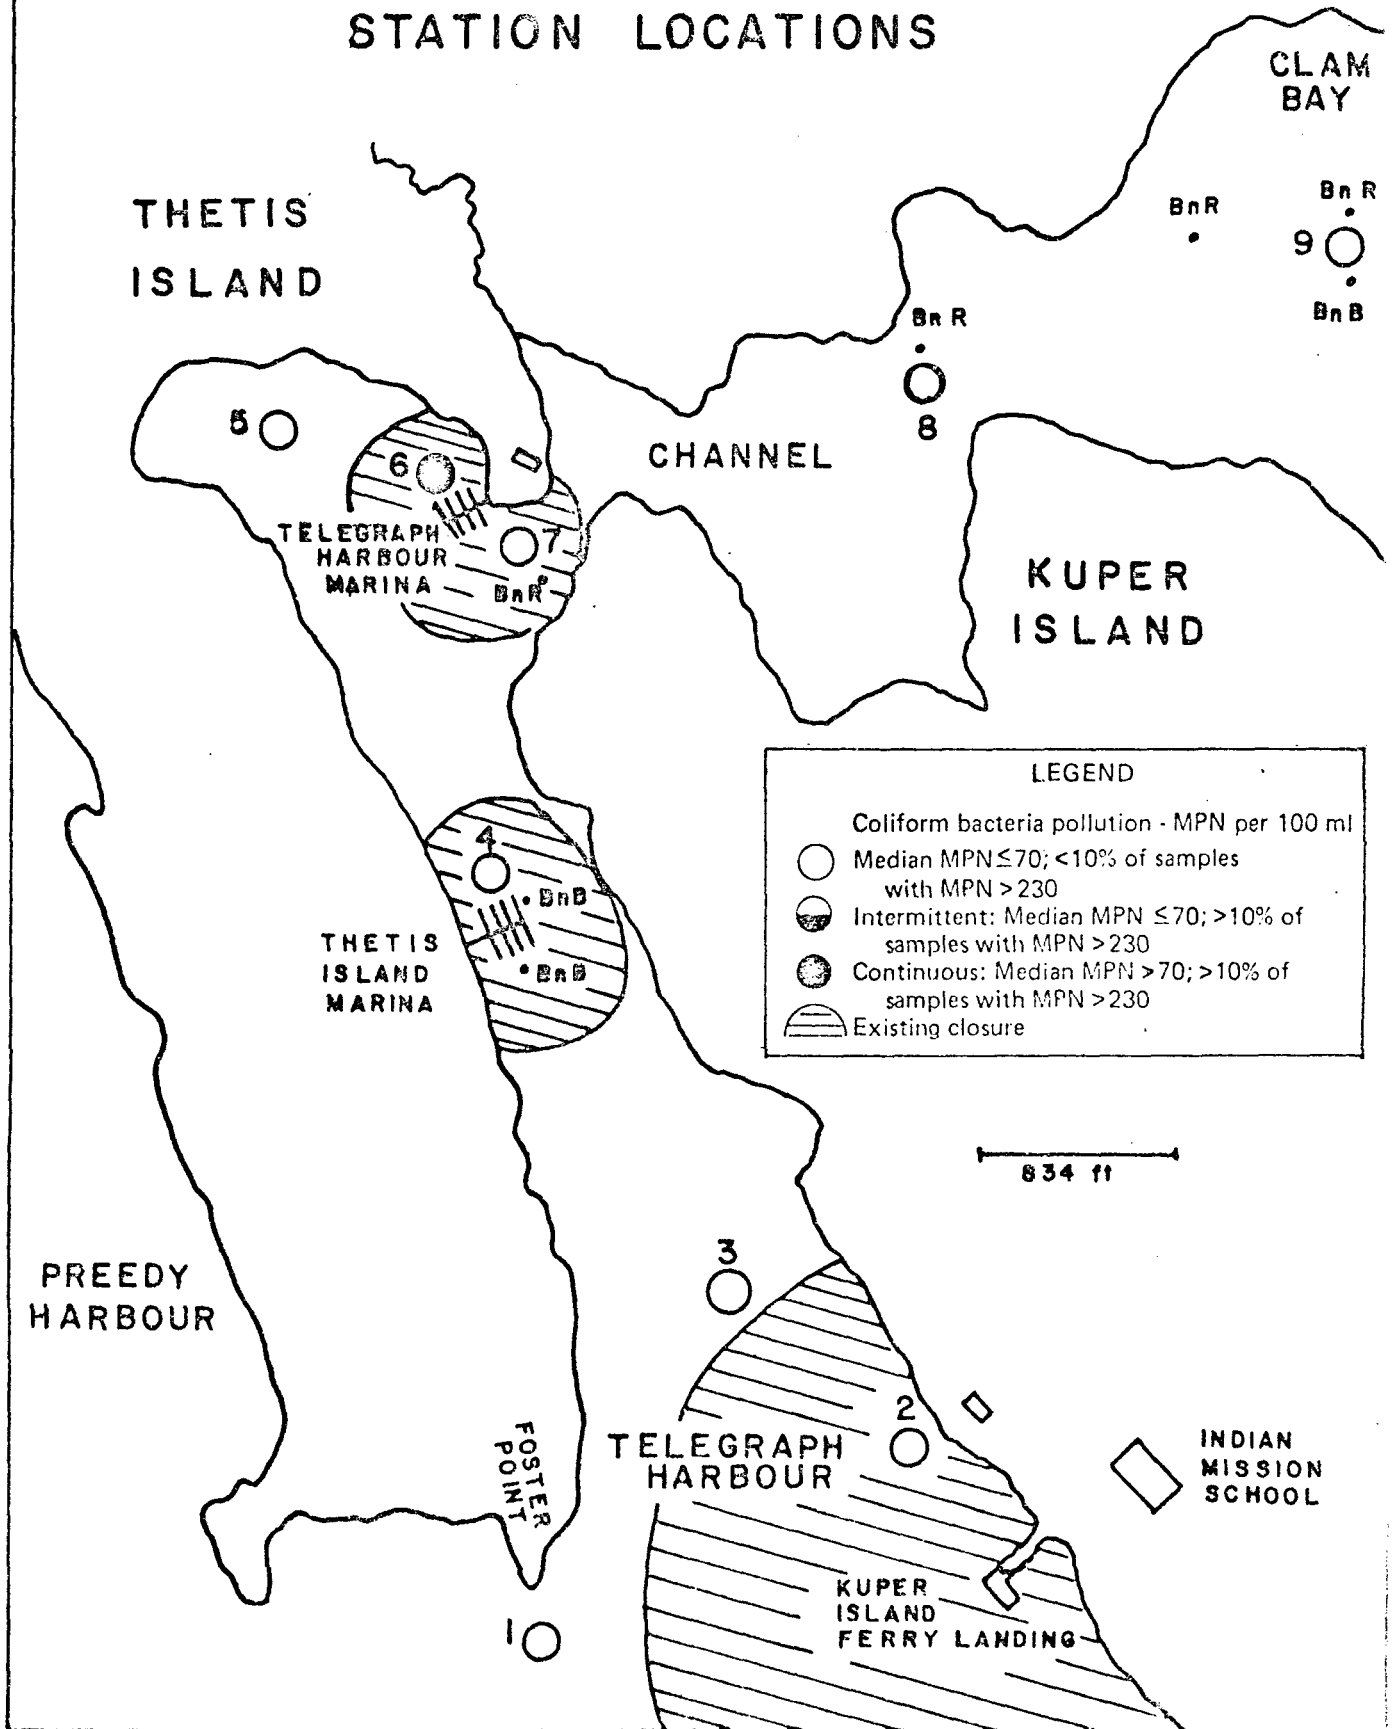 STATION LOCATIONS
CLAM
BAY
THETIS
ISLAND
BnR
BnR
9
BnB
BnR
8
5
6
CHANNEL
TELEGRAPH
HARBOUR
MARINA
7
BnR
KUPER
ISLAND
LEGEND
Coliform bacteria pollution - MPN per 100 ml
Median MPN≤70; <10% of samples
with MPN >230
Intermittent: Median MPN ≤70; >10% of
samples with MPN >230
Continuous: Median MPN >70; >10% of
samples with MPN >230
Existing closure
4
BnB
BnB
THETIS
ISLAND
MARINA
834 ft
3
PREEDY
HARBOUR
2
FOSTER
POINT
TELEGRAPH
HARBOUR
INDIAN
MISSION
SCHOOL
KUPER
ISLAND
FERRY LANDING
1